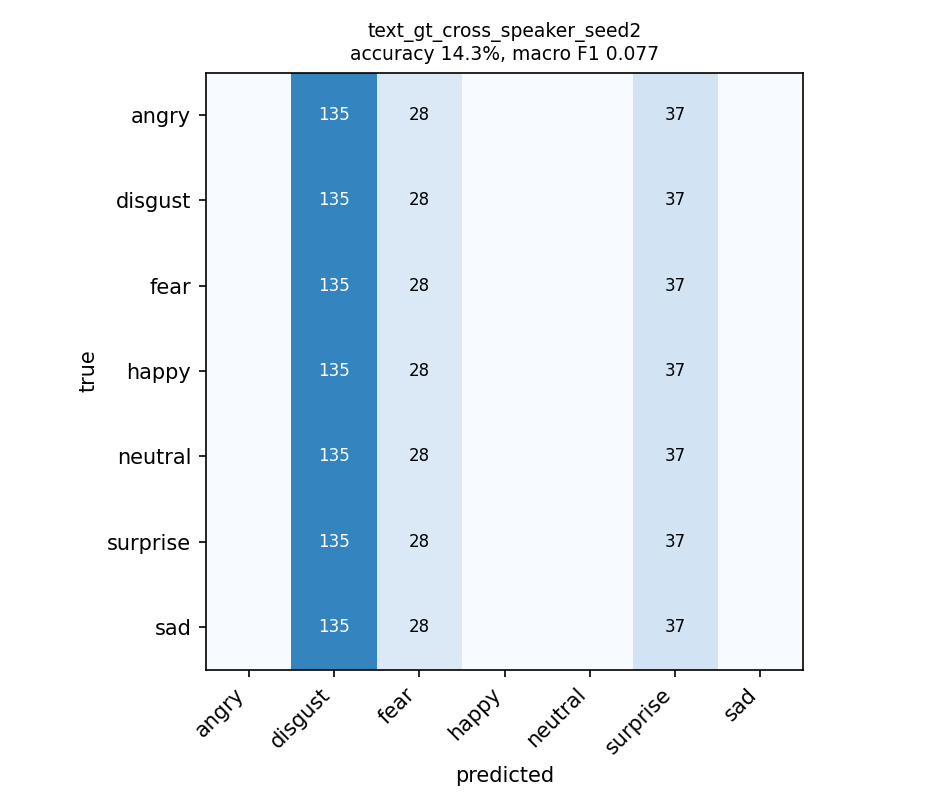 text_gt_cross_speaker_seed2
accuracy 14.3%, macro F1 0.077
true
angry 135 28 37
disgust 135 28 37
fear 135 28 37
happy 135 28 37
neutral 135 28 37
surprise 135 28 37
sad 135 28 37
angry disgust fear happy neutral surprise sad
predicted